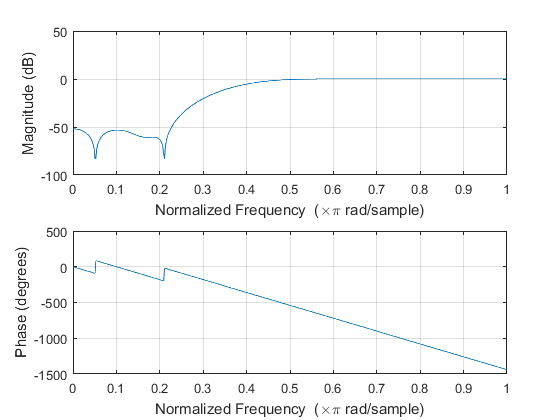 50
0
-50
-100
Magnitude (dB)
0 0.1 0.2 0.3 0.4 0.5 0.6 0.7 0.8 0.9 1
Normalized Frequency (×π rad/sample)
500
0
-500
-1000
-1500
Phase (degrees)
0 0.1 0.2 0.3 0.4 0.5 0.6 0.7 0.8 0.9 1
Normalized Frequency (×π rad/sample)